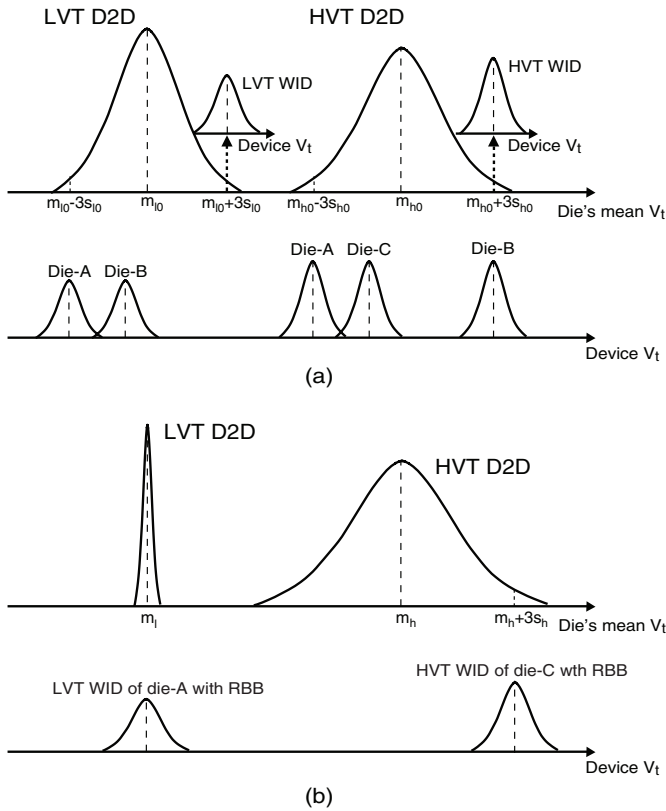 LVT D2D
HVT D2D
LVT WID
HVT WID
Device Vt
Device Vt
ml0-3sl0
ml0
ml0+3sl0
mh0-3sh0
mh0
mh0+3sh0
Die's mean Vt
Die-A
Die-B
Die-A
Die-C
Die-B
Device Vt
(a)
LVT D2D
HVT D2D
ml
mh
mh+3sh
Die's mean Vt
LVT WID of die-A with RBB
HVT WID of die-C wth RBB
Device Vt
(b)